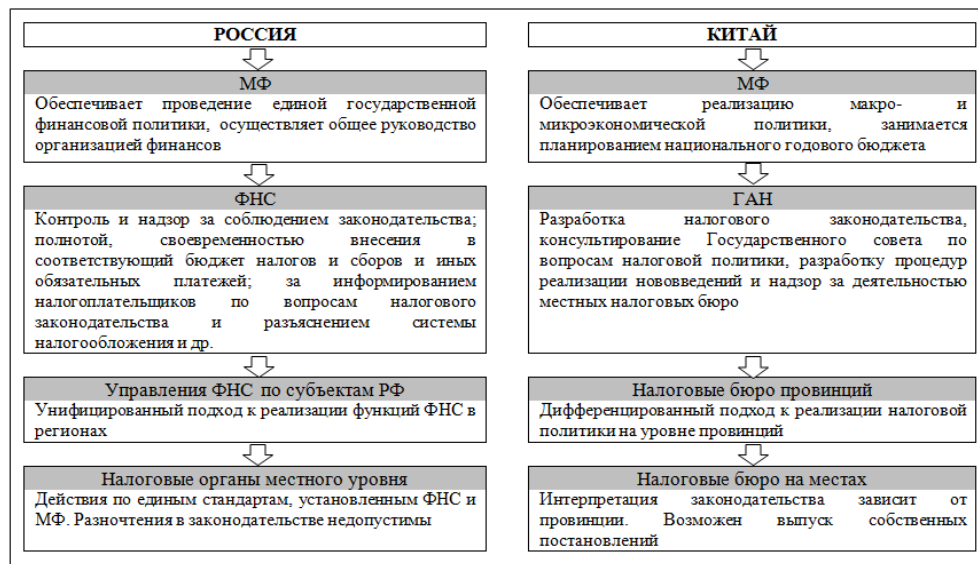 РОССИЯ
МФ
Обеспечивает проведение единой государственной
финансовой политики, осуществляет общее руководство
организацией финансов
ФНС
Контроль и надзор за соблюдением законодательства;
полнотой, своевременностью внесения в
соответствующий бюджет налогов и сборов и иных
обязательных платежей; за информированием
налогоплательщиков по вопросам налогового
законодательства и разъяснением системы
налогообложения и др.
Управления ФНС по субъектам РФ
Унифицированный подход к реализации функций ФНС в
регионах
Налоговые органы местного уровня
Действия по единым стандартам, установленным ФНС и
МФ. Разночтения в законодательстве недопустимы
КИТАЙ
МФ
Обеспечивает реализацию макро- и
микроэкономической политики, занимается
планированием национального годового бюджета
ГАН
Разработка налогового законодательства,
консультирование Государственного совета по
вопросам налоговой политики, разработку процедур
реализации нововведений и надзор за деятельностью
местных налоговых бюро
Налоговые бюро провинций
Дифференцированный подход к реализации налоговой
политики на уровне провинций
Налоговые бюро на местах
Интерпретация законодательства зависит от
провинции. Возможен выпуск собственных
постановлений